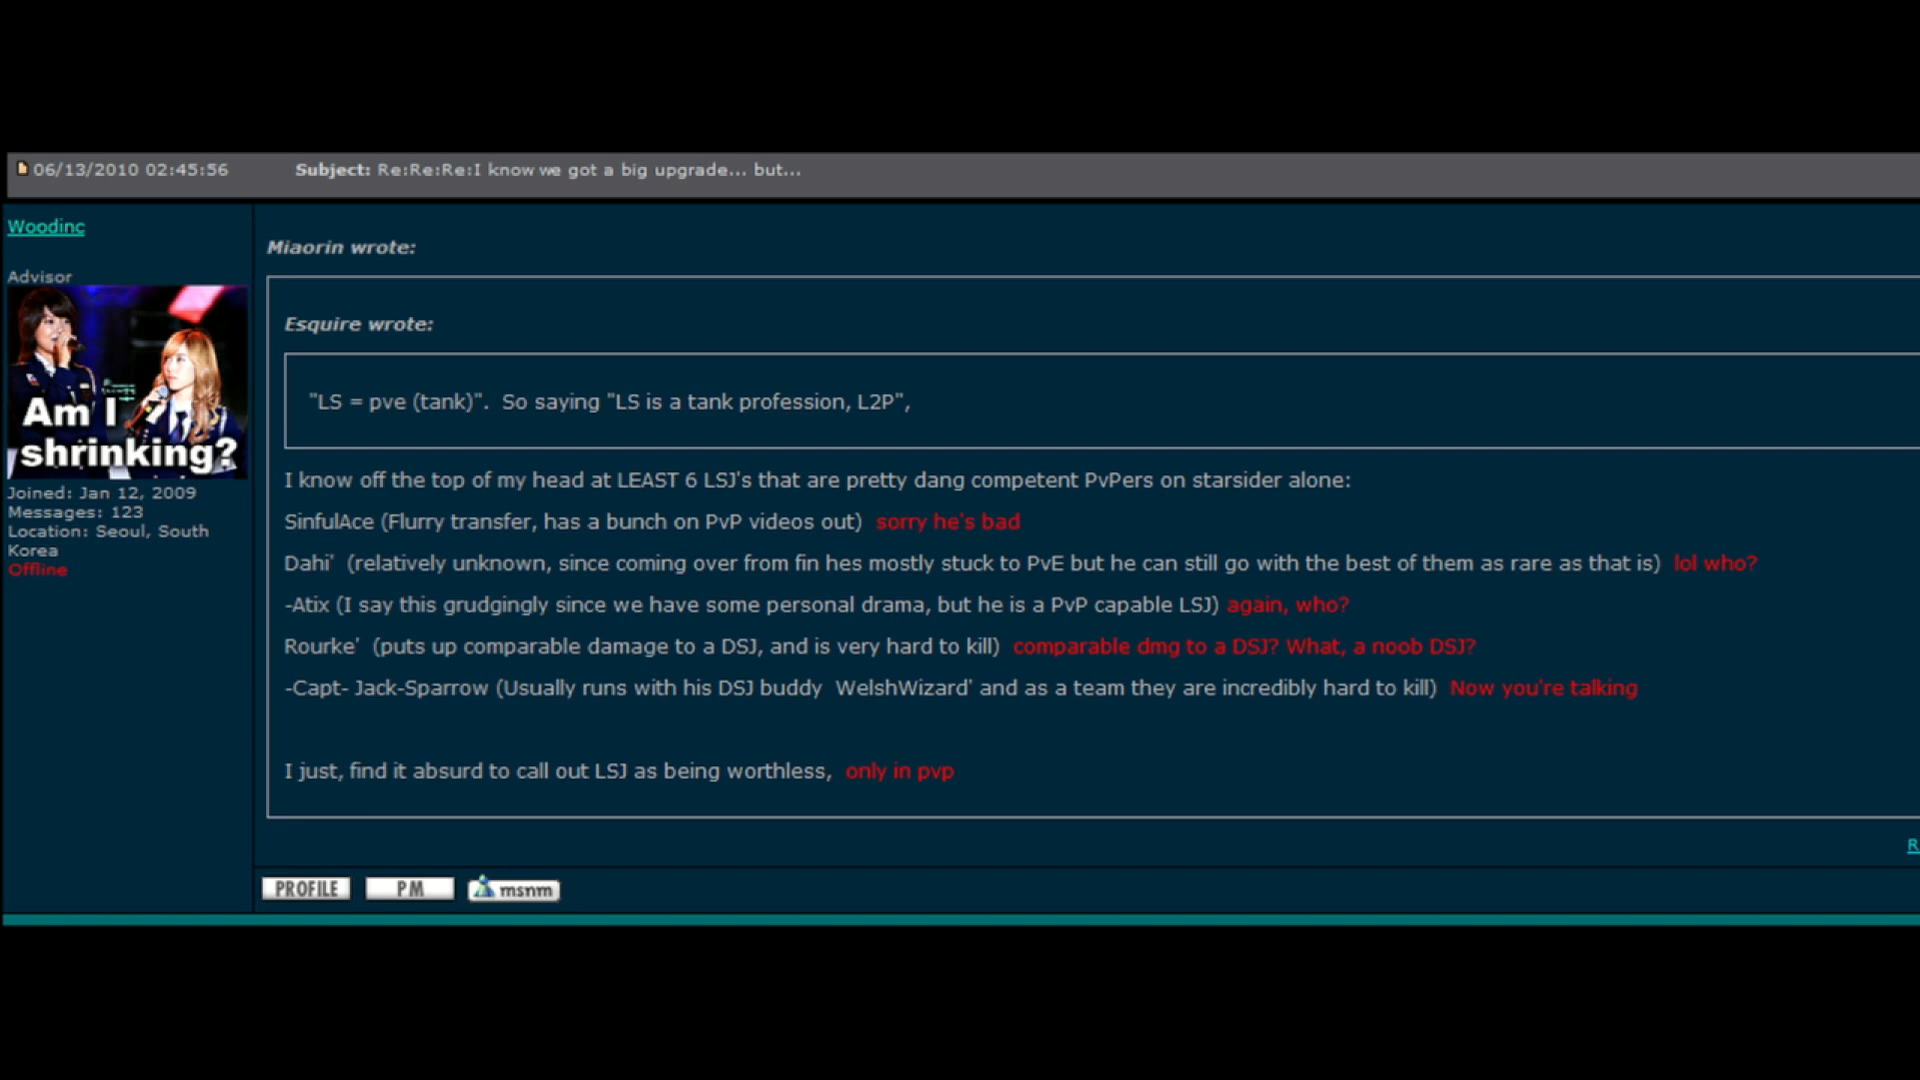 06/13/2010 02:45:56 Subject: Re:Re:Re:I know we got a big upgrade... but...
Woodinc
Advisor
Am I
shrinking?
Joined: Jan 12, 2009
Messages: 123
Location: Seoul, South
Korea
Offline
Miaorin wrote:
Esquire wrote:
"LS = pve (tank)".  So saying "LS is a tank profession, L2P",
I know off the top of my head at LEAST 6 LSJ's that are pretty dang competent PvPers on starsider alone:
SinfulAce (Flurry transfer, has a bunch on PvP videos out)  sorry he's bad
Dahi'  (relatively unknown, since coming over from fin hes mostly stuck to PvE but he can still go with the best of them as rare as that is)  lol who?
-Atix (I say this grudgingly since we have some personal drama, but he is a PvP capable LSJ) again, who?
Rourke'  (puts up comparable damage to a DSJ, and is very hard to kill)  comparable dmg to a DSJ? What, a noob DSJ?
-Capt- Jack-Sparrow (Usually runs with his DSJ buddy  WelshWizard' and as a team they are incredibly hard to kill)  Now you're talking
I just, find it absurd to call out LSJ as being worthless,  only in pvp
R
PROFILE PM msnm